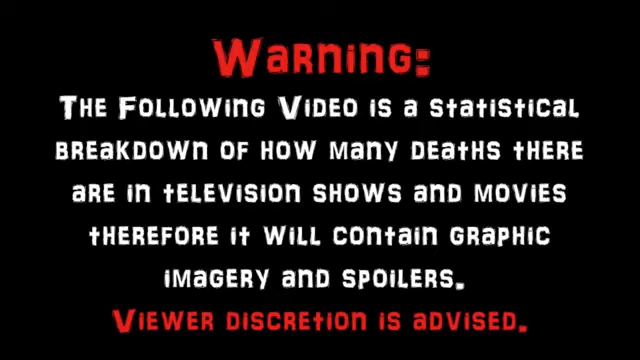 Warning:
The Following Video is a statistical
breakdown of how many deaths there
are in television shows and movies
therefore it will contain graphic
imagery and spoilers.
Viewer discretion is advised.